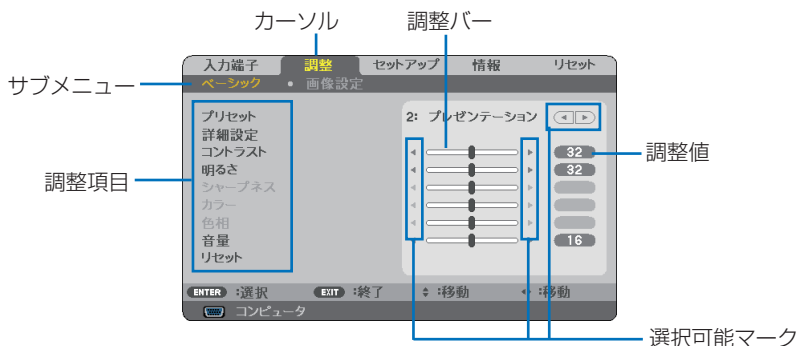 カーソル 調整バー
入力端子 調整 セットアップ 情報 リセット
サブメニュー ベーシック ● 画像設定
プリセット 2: プレゼンテーション
詳細設定
コントラスト 32 調整値
明るさ 32
調整項目 シャープネス
カラー
色相
音量 16
リセット
ENTER :選択 EXIT :終了 :移動 :移動
コンピュータ
選択可能マーク